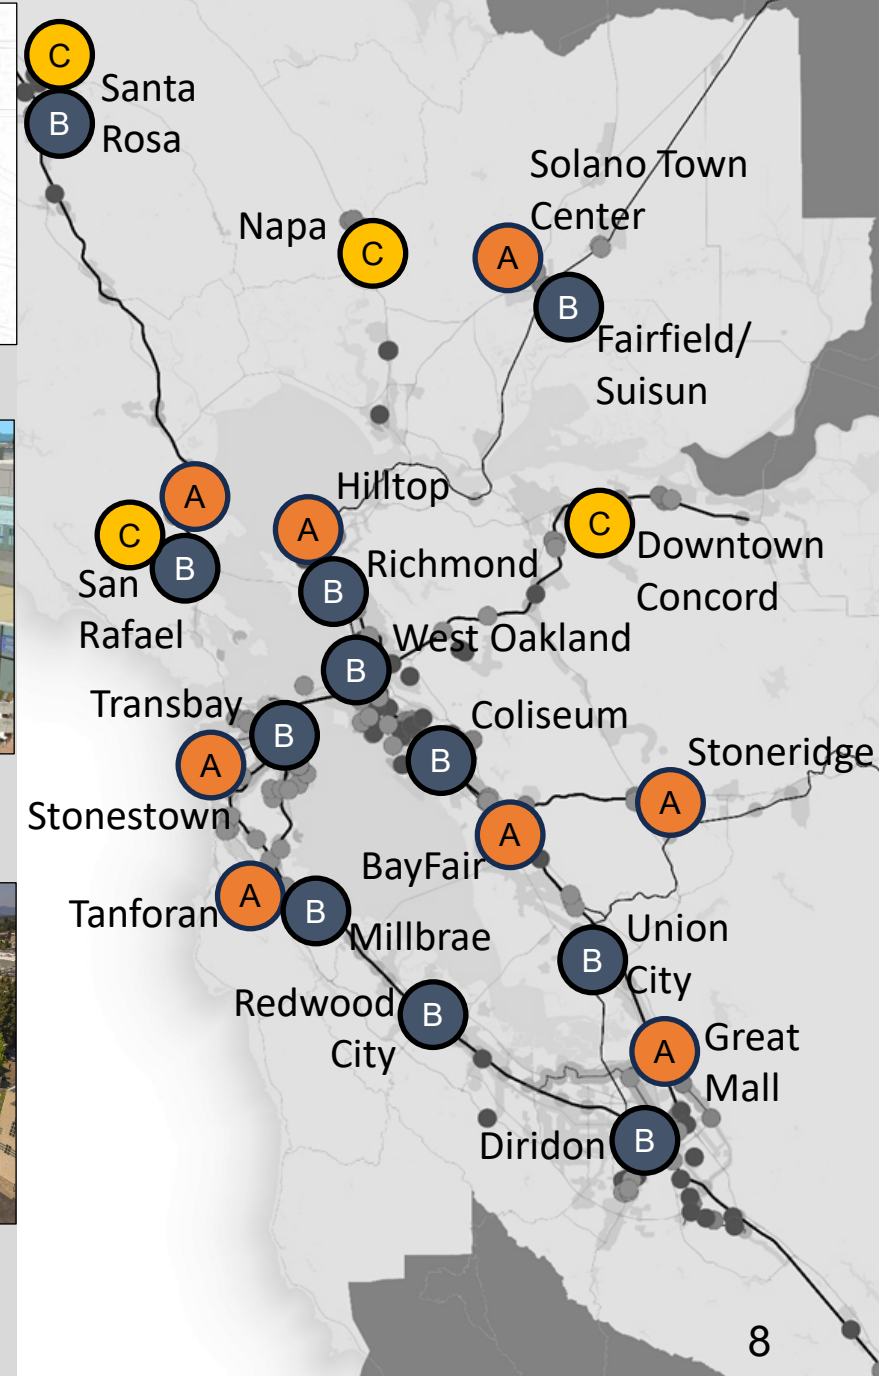 C
Santa
B
Rosa
Solano Town
Center
Napa
C
A
B
Fairfield/
Suisun
A
Hilltop
C
A
C
B
San
Rafael
Richmond
B
Downtown
Concord
West Oakland
B
Transbay
B
Coliseum
B
Stoneridge
A
A
Stonestown
A
BayFair
A
Tanforan
B
Millbrae
Union
City
B
Redwood
City
B
A
Great
Mall
Diridon
B
8